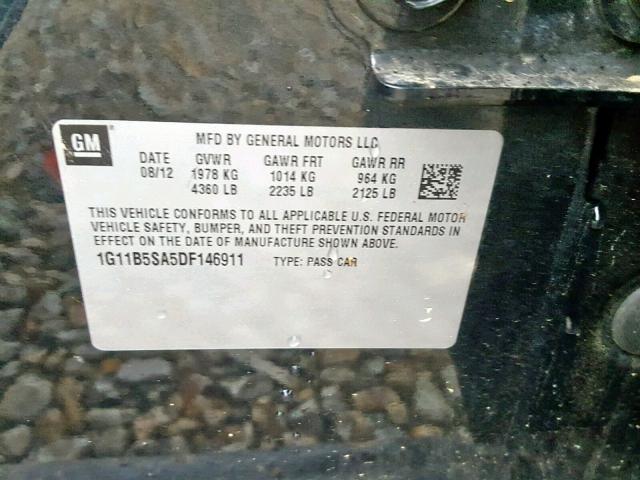 GM
MFD BY GENERAL MOTORS LLC
DATE GVWR GAWR FRT GAWR RR
08/12 1978 KG 1014 KG 964 KG
4360 LB 2235 LB 2125 LB
THIS VEHICLE CONFORMS TO ALL APPLICABLE U.S. FEDERAL MOTOR
VEHICLE SAFETY, BUMPER, AND THEFT PREVENTION STANDARDS IN
EFFECT ON THE DATE OF MANUFACTURE SHOWN ABOVE.
1G11B5SA5DF146911 TYPE: PASS CAR